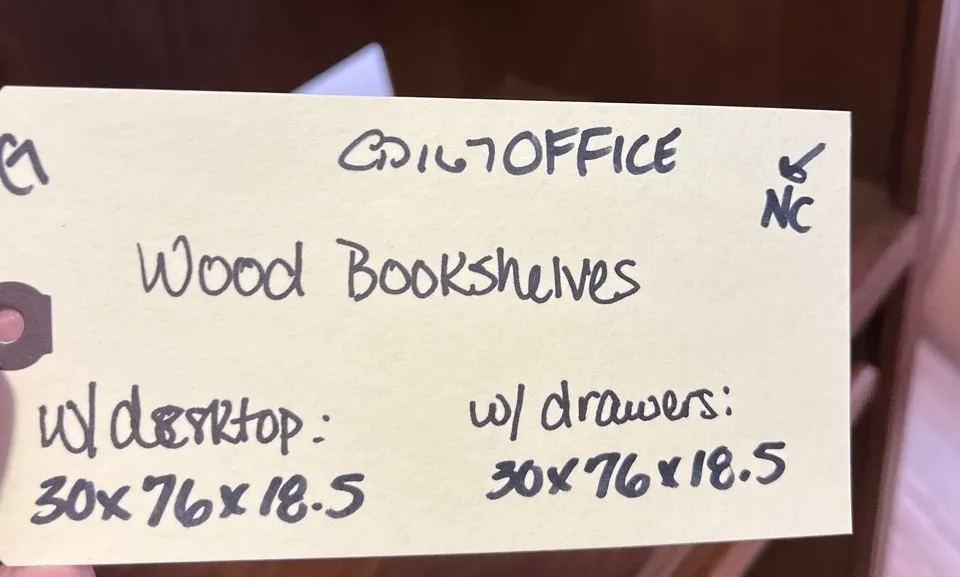 OFFICE
NC
Wood Bookshelves
w/ desktop:
30x76x18.5
w/ drawers:
30x76x18.5